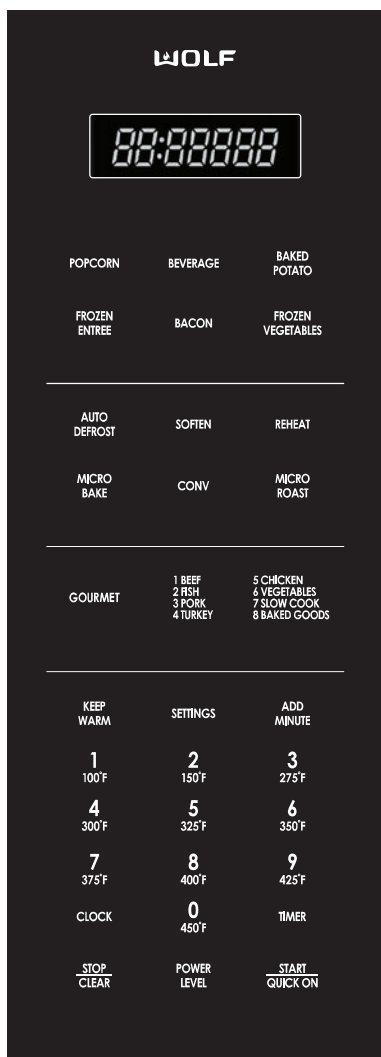 WOLF
88:88888
POPCORN
BEVERAGE
BAKED
POTATO
FROZEN
ENTREE
BACON
FROZEN
VEGETABLES
AUTO
DEFROST
SOFTEN
REHEAT
MICRO
BAKE
CONV
MICRO
ROAST
GOURMET
1 BEEF
2 FISH
3 PORK
4 TURKEY
5 CHICKEN
6 VEGETABLES
7 SLOW COOK
8 BAKED GOODS
KEEP
WARM
SETTINGS
ADD
MINUTE
1
100°F
2
150°F
3
275°F
4
300°F
5
325°F
6
350°F
7
375°F
8
400°F
9
425°F
CLOCK
0
450°F
TIMER
STOP
CLEAR
POWER
LEVEL
START
QUICK ON